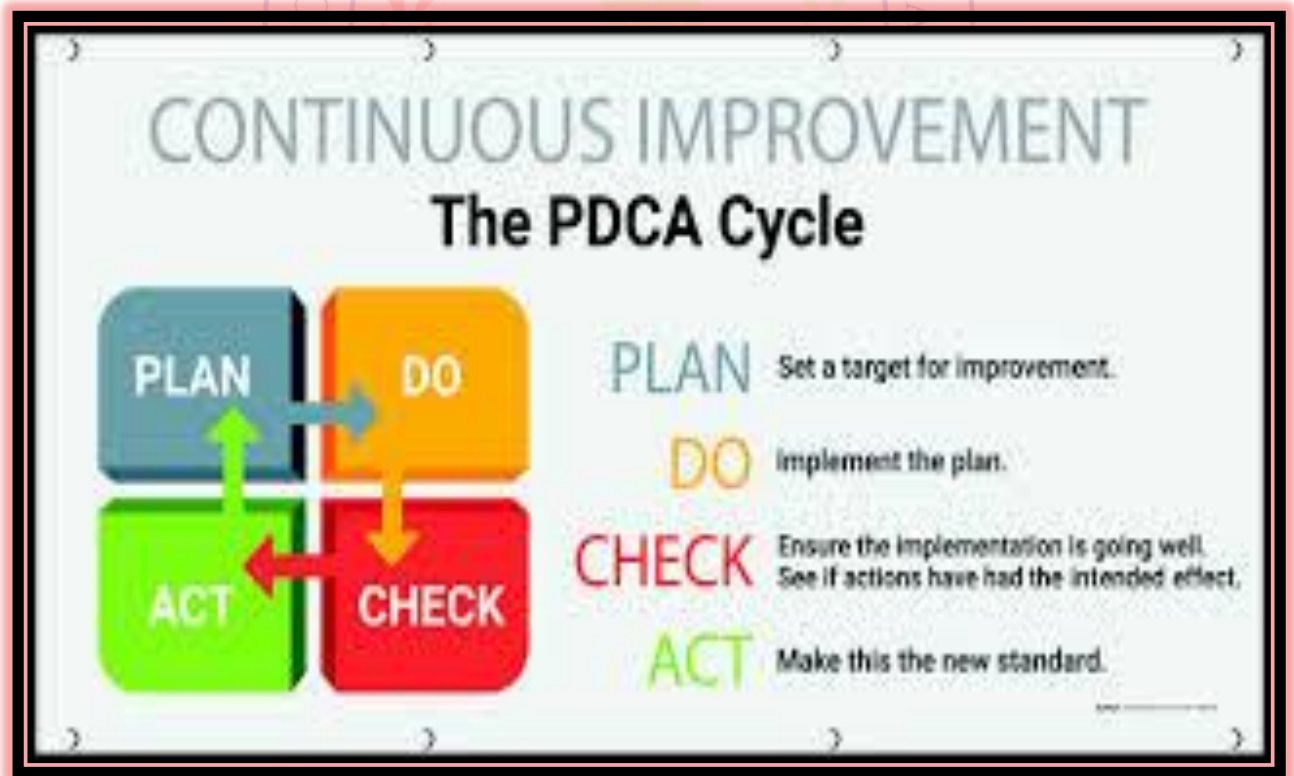 CONTINUOUS IMPROVEMENT
The PDCA Cycle
PLAN
DO
ACT
CHECK
PLAN Set a target for improvement.
DO Implement the plan.
CHECK Ensure the implementation is going well.
See if actions have had the intended effect.
ACT Make this the new standard.